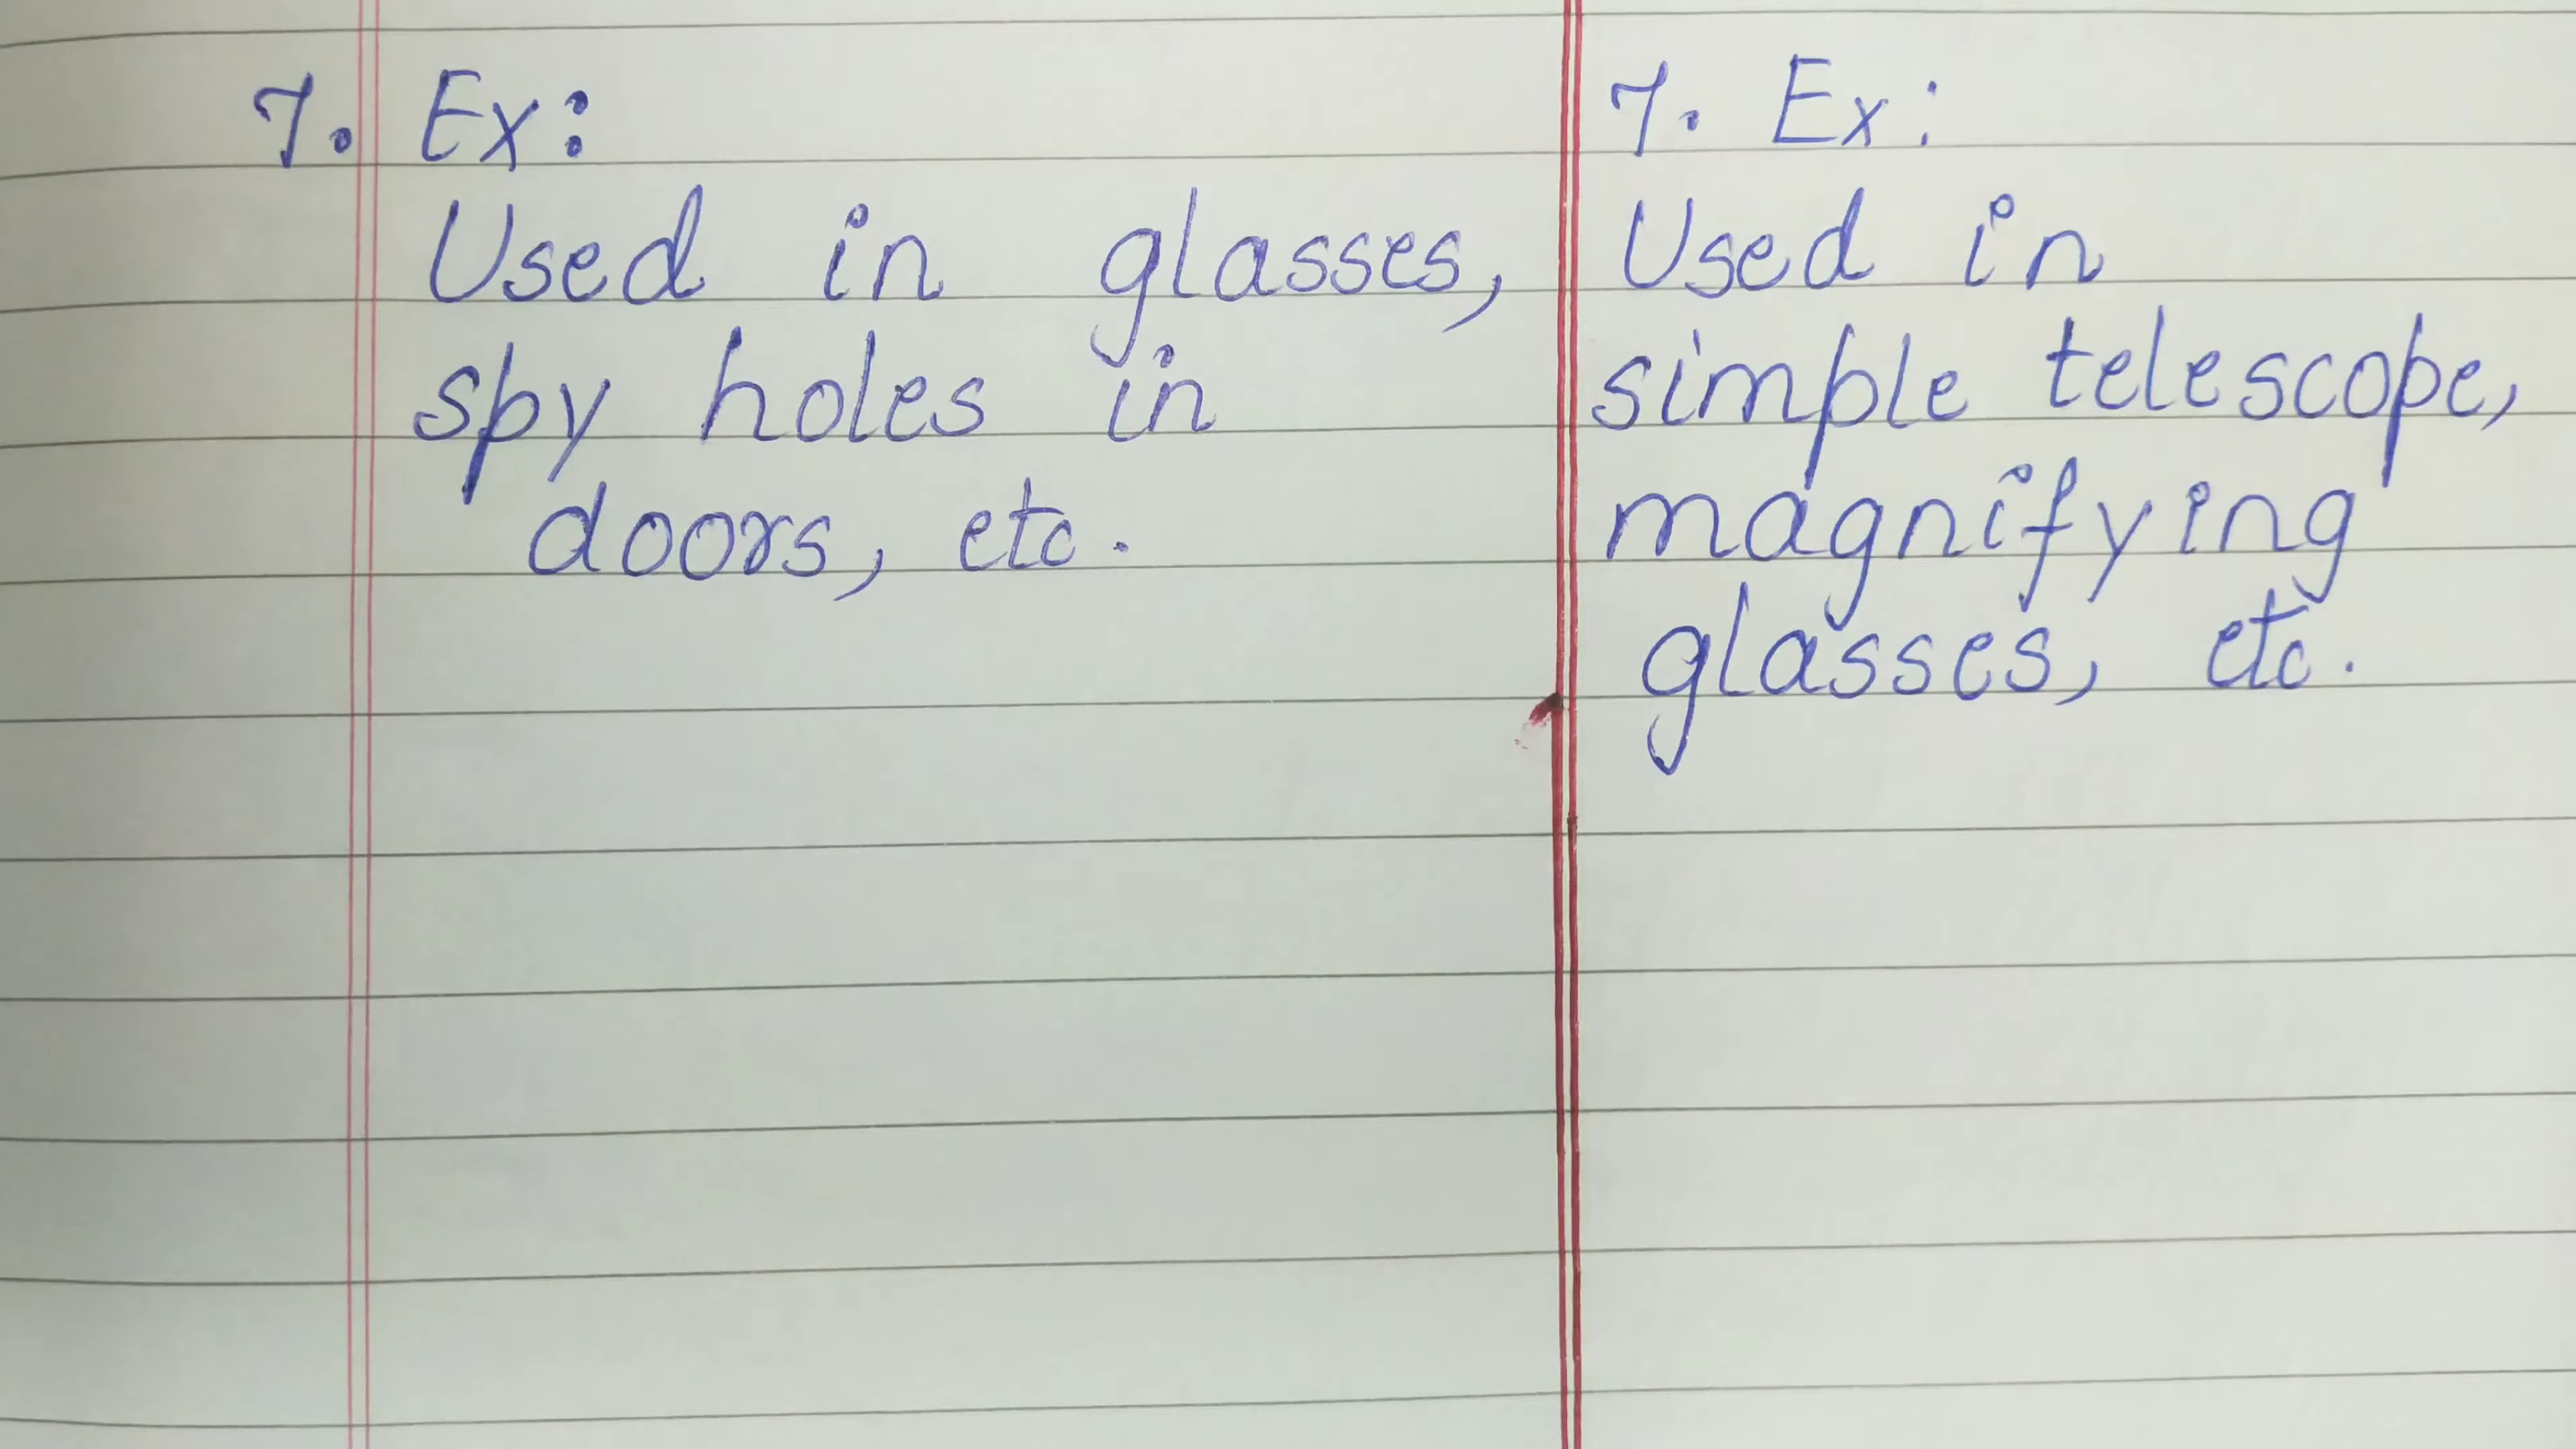 7. Ex:
Used in glasses,
spy holes in
doors, etc.
7. Ex:
Used in
simple telescope,
magnifying
glasses, etc.